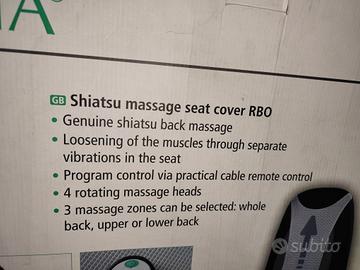 A®
GB Shiatsu massage seat cover RBO
• Genuine shiatsu back massage
• Loosening of the muscles through separate
vibrations in the seat
• Program control via practical cable remote control
• 4 rotating massage heads
• 3 massage zones can be selected: whole
back, upper or lower back
subito